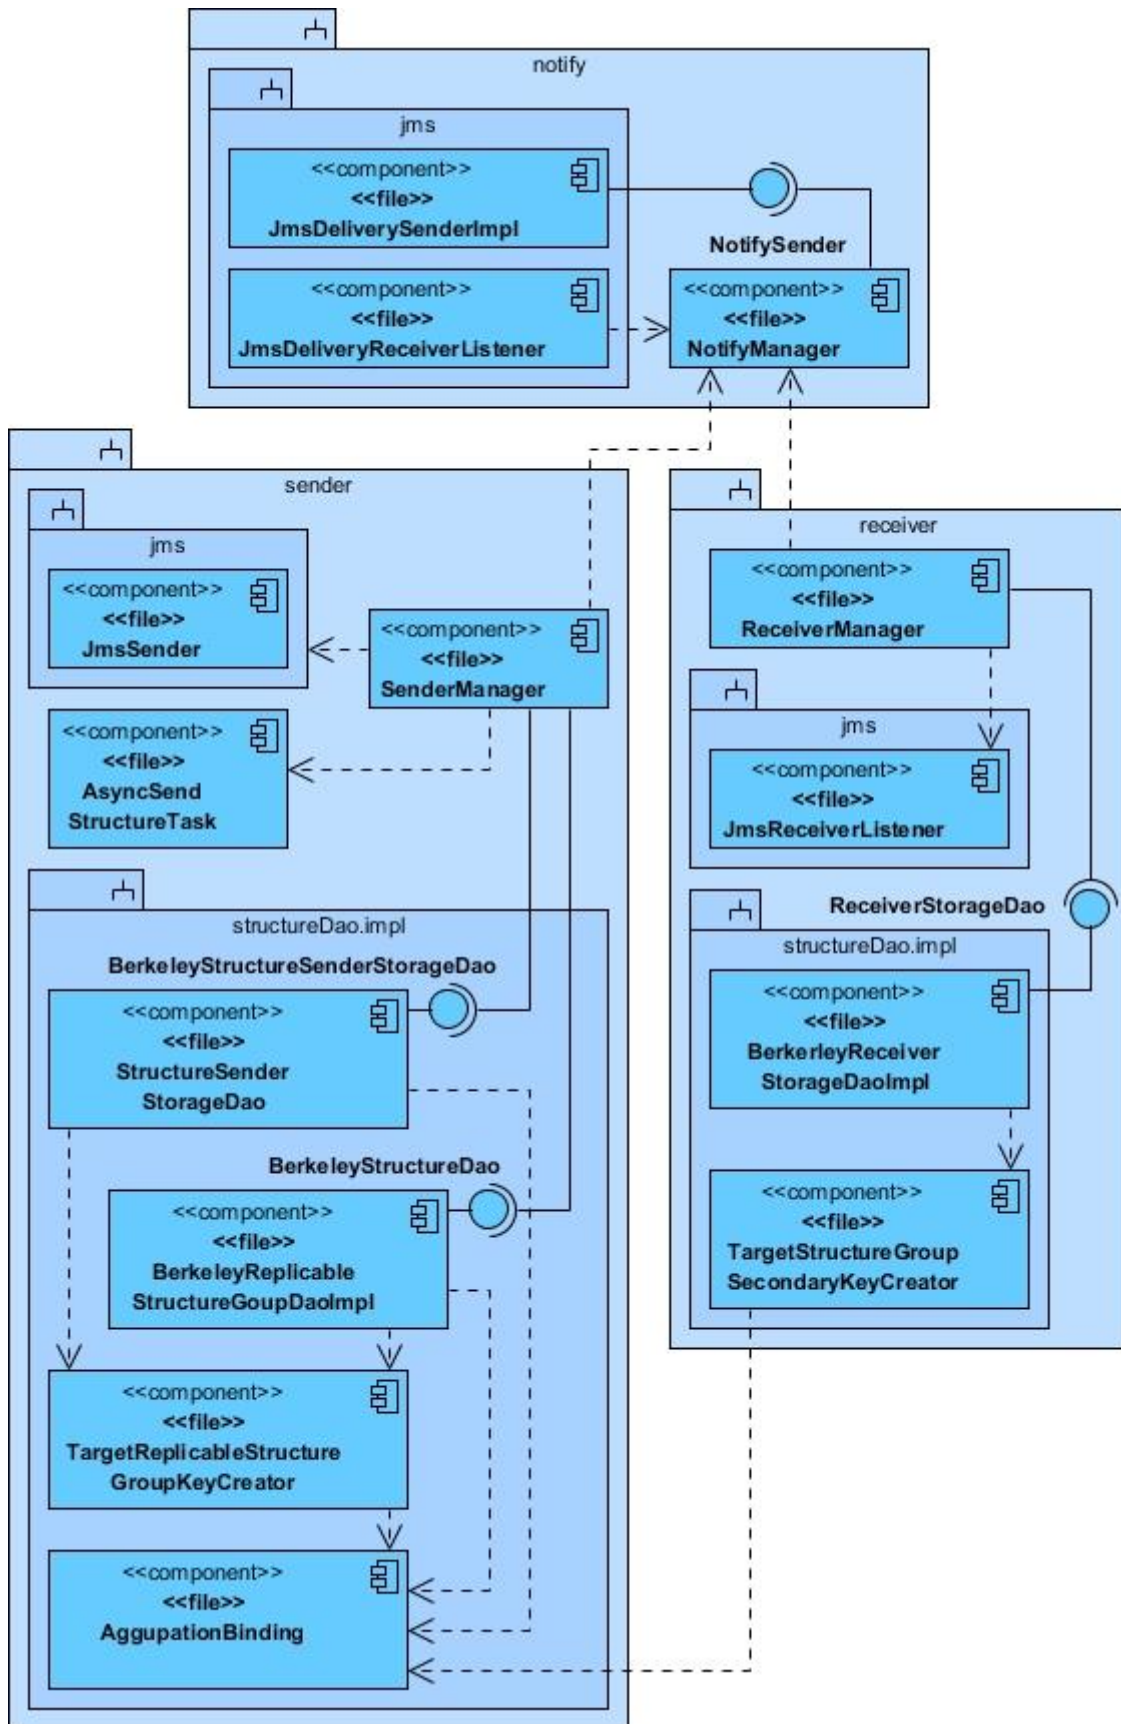 notify
jms
<<component>>
<<file>>
JmsDeliverySenderImpl
NotifySender
<<component>>
<<file>>
JmsDeliveryReceiverListener
<<component>>
<<file>>
NotifyManager
sender
jms
<<component>>
<<file>>
JmsSender
<<component>>
<<file>>
SenderManager
<<component>>
<<file>>
AsyncSend
StructureTask
structureDao.impl
BerkeleyStructureSenderStorageDao
<<component>>
<<file>>
StructureSender
StorageDao
BerkeleyStructureDao
<<component>>
<<file>>
BerkeleyReplicable
StructureGoupDaoImpl
<<component>>
<<file>>
TargetReplicableStructure
GroupKeyCreator
<<component>>
<<file>>
AggupationBinding
receiver
<<component>>
<<file>>
ReceiverManager
jms
<<component>>
<<file>>
JmsReceiverListener
ReceiverStorageDao
structureDao.impl
<<component>>
<<file>>
BerkerleyReceiver
StorageDaoImpl
<<component>>
<<file>>
TargetStructureGroup
SecondaryKeyCreator